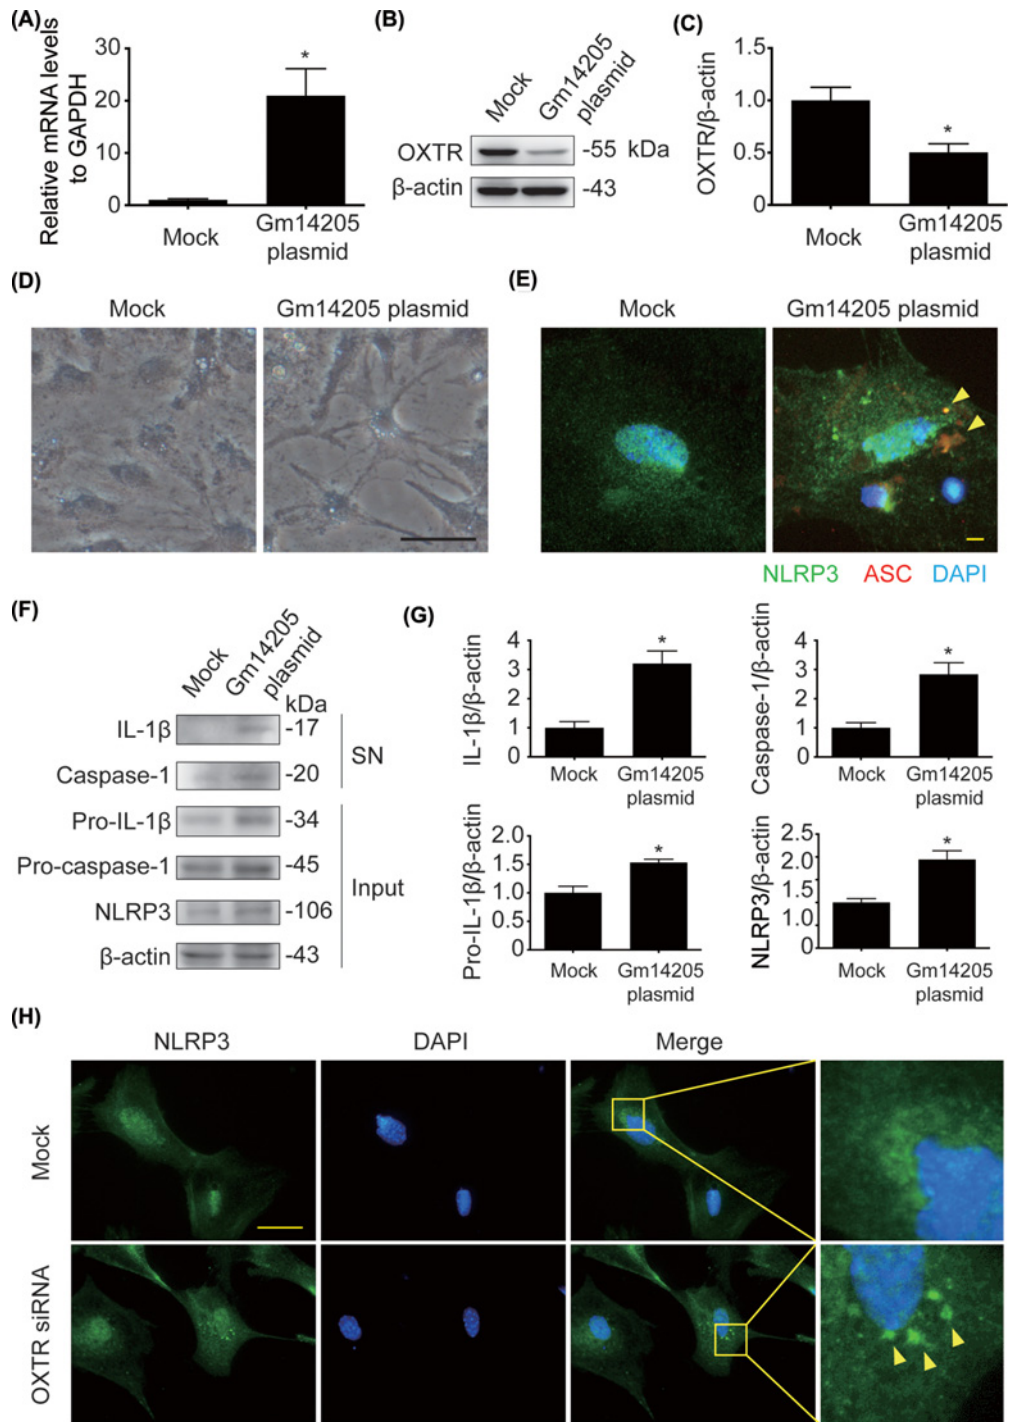 (A)
Relative mRNA levels
to GAPDH
30
20
10
0
*
Mock
Gm14205
plasmid
(B)
Mock
Gm14205
plasmid
OXTR
-55 kDa
β-actin
-43
(C)
OXTR/β-actin
1.5
1.0
0.5
0
*
Mock
Gm14205
plasmid
(D)
Mock
Gm14205 plasmid
(E)
Mock
Gm14205 plasmid
NLRP3 ASC DAPI
(F)
Mock
Gm14205
plasmid
kDa
IL-1β
-17
Caspase-1
-20
SN
Pro-IL-1β
-34
Pro-caspase-1
-45
NLRP3
-106
β-actin
-43
Input
(G)
IL-1β/β-actin
4
3
2
1
0
*
Mock
Gm14205
plasmid
Caspase-1/β-actin
4
3
2
1
0
*
Mock
Gm14205
plasmid
Pro-IL-1β/β-actin
2.0
1.5
1.0
0.5
0
*
Mock
Gm14205
plasmid
NLRP3/β-actin
2.5
2.0
1.5
1.0
0
*
Mock
Gm14205
plasmid
(H)
NLRP3
DAPI
Merge
Mock
OXTR siRNA